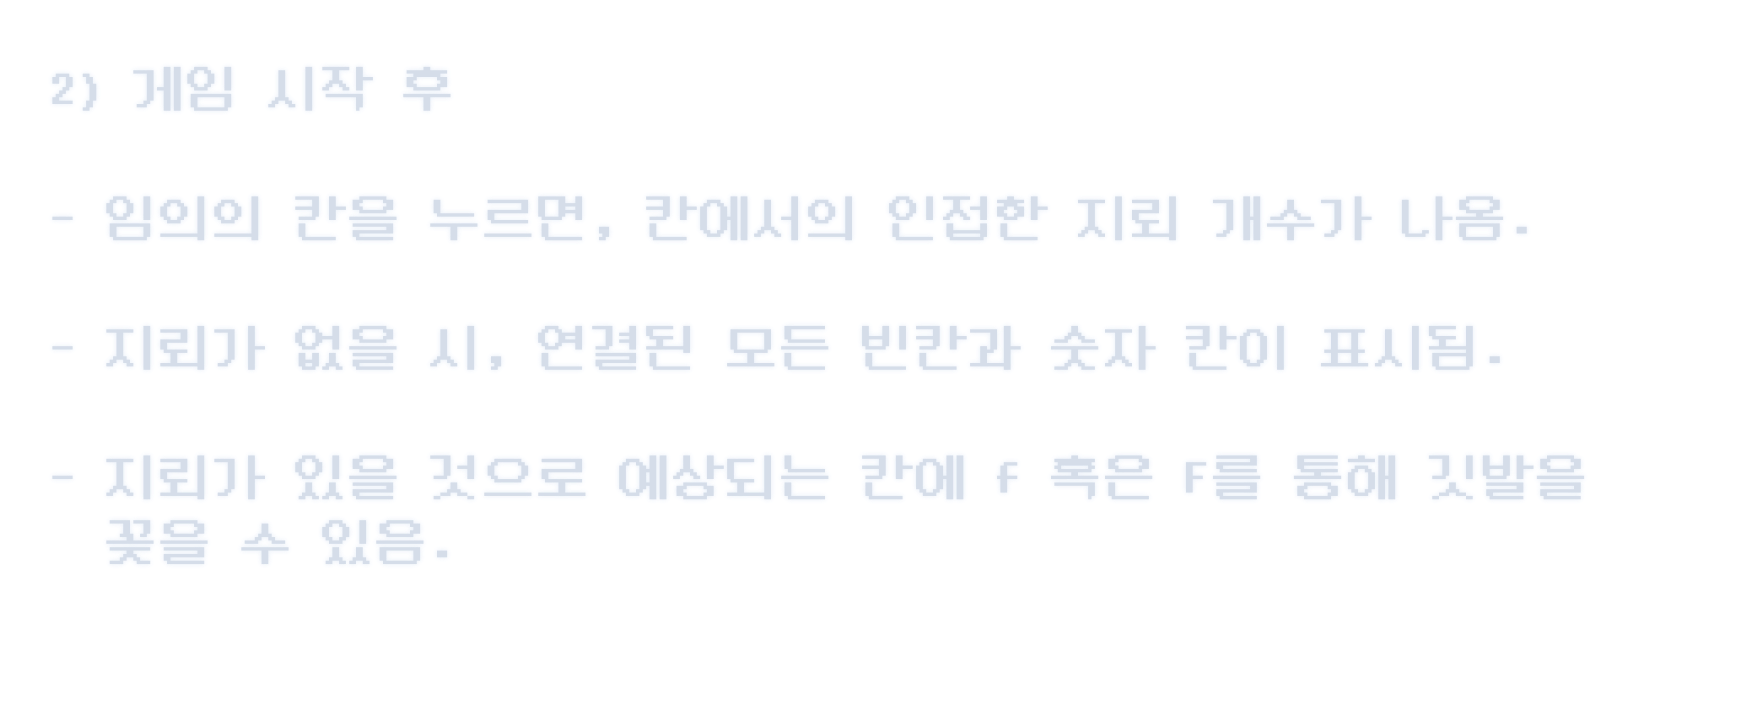 2) 게임 시작 후
- 임의의 칸을 누르면, 칸에서의 인접한 지뢰 개수가 나옴.
- 지뢰가 없을 시, 연결된 모든 빈칸과 숫자 칸이 표시됨.
- 지뢰가 있을 것으로 예상되는 칸에 f 혹은 F를 통해 깃발을
꽃을 수 있음.